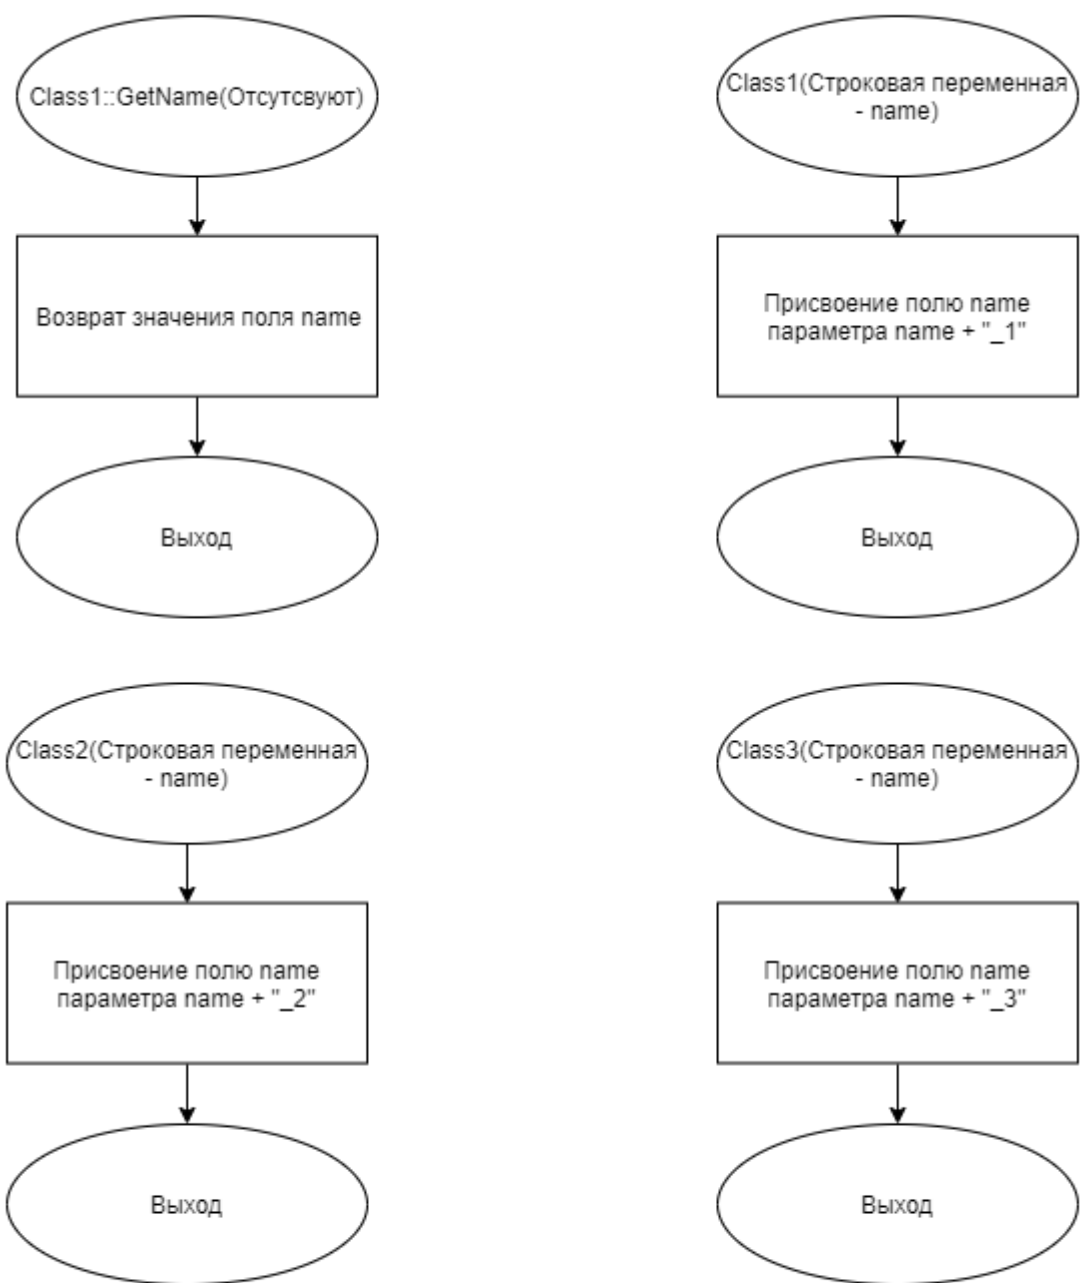 Class1::GetName(Отсутсвуют)
Возврат значения поля name
Выход
Class1(Строковая переменная
- name)
Присвоение полю name
параметра name + "_1"
Выход
Class2(Строковая переменная
- name)
Присвоение полю name
параметра name + "_2"
Выход
Class3(Строковая переменная
- name)
Присвоение полю name
параметра name + "_3"
Выход